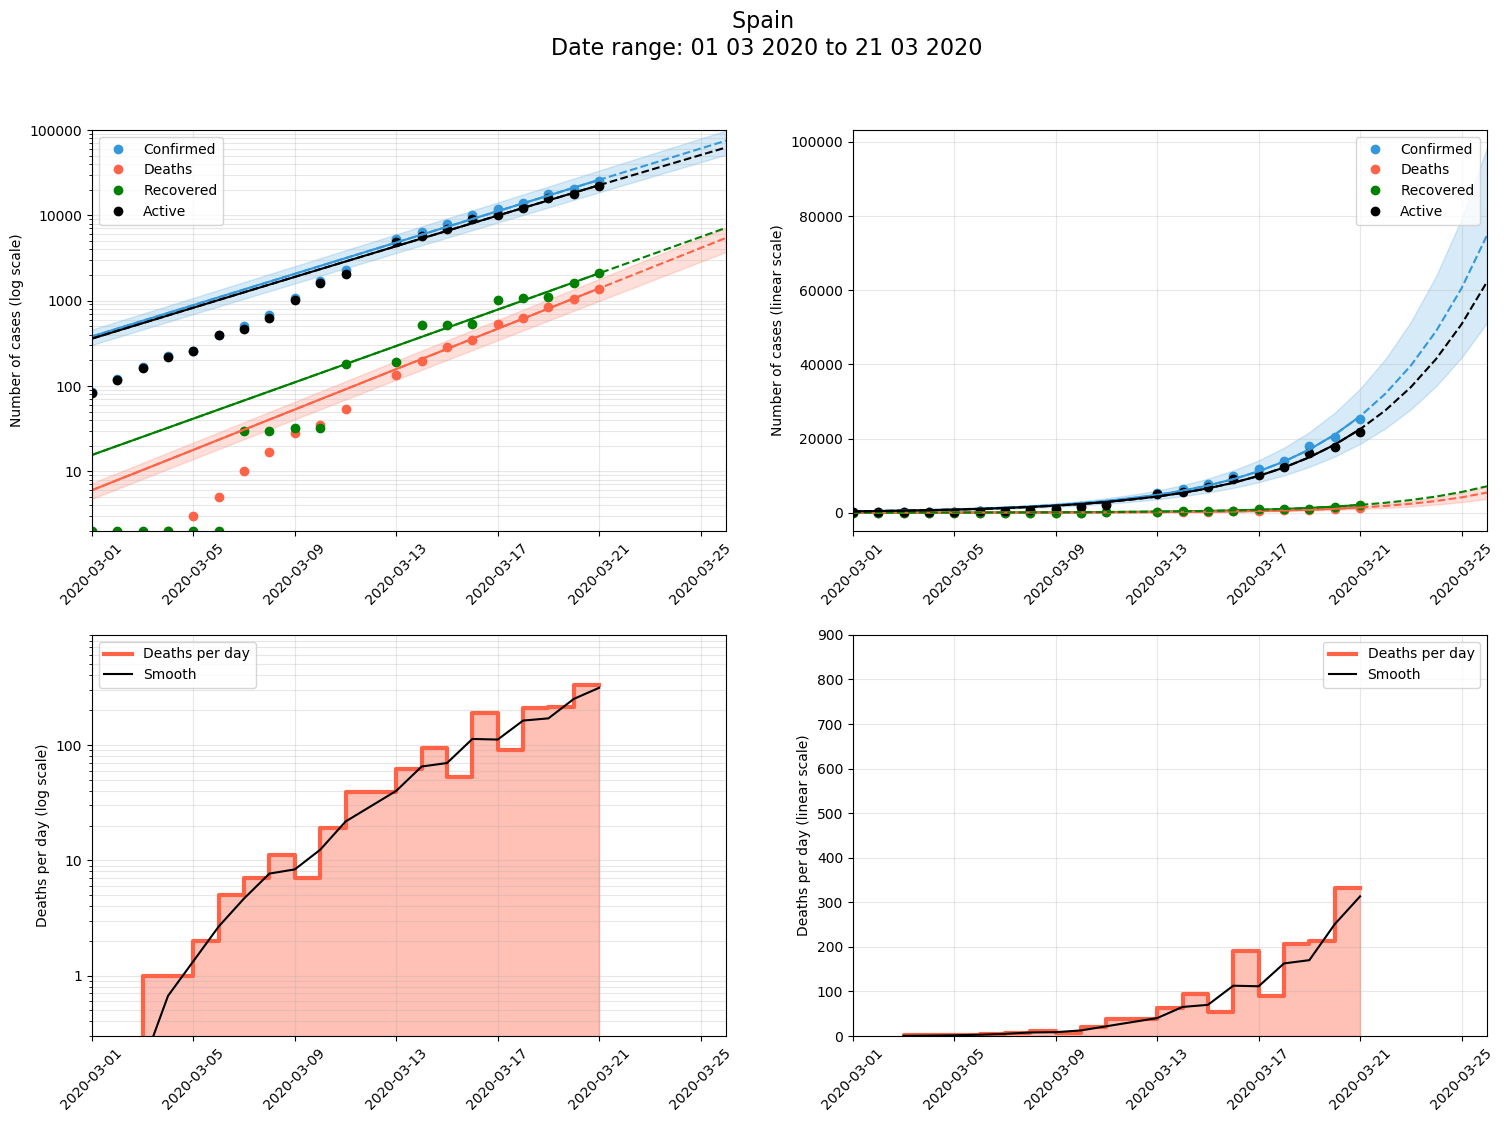 Spain
Date range: 01 03 2020 to 21 03 2020
Number of cases (log scale)
100000
10000
1000
100
10
Confirmed
Deaths
Recovered
Active
2020-03-01
2020-03-05
2020-03-09
2020-03-13
2020-03-17
2020-03-21
2020-03-25
Number of cases (linear scale)
100000
80000
60000
40000
20000
0
Confirmed
Deaths
Recovered
Active
2020-03-01
2020-03-05
2020-03-09
2020-03-13
2020-03-17
2020-03-21
2020-03-25
Deaths per day (log scale)
100
10
1
Deaths per day
Smooth
2020-03-01
2020-03-05
2020-03-09
2020-03-13
2020-03-17
2020-03-21
2020-03-25
Deaths per day (linear scale)
900
800
700
600
500
400
300
200
100
0
Deaths per day
Smooth
2020-03-01
2020-03-05
2020-03-09
2020-03-13
2020-03-17
2020-03-21
2020-03-25